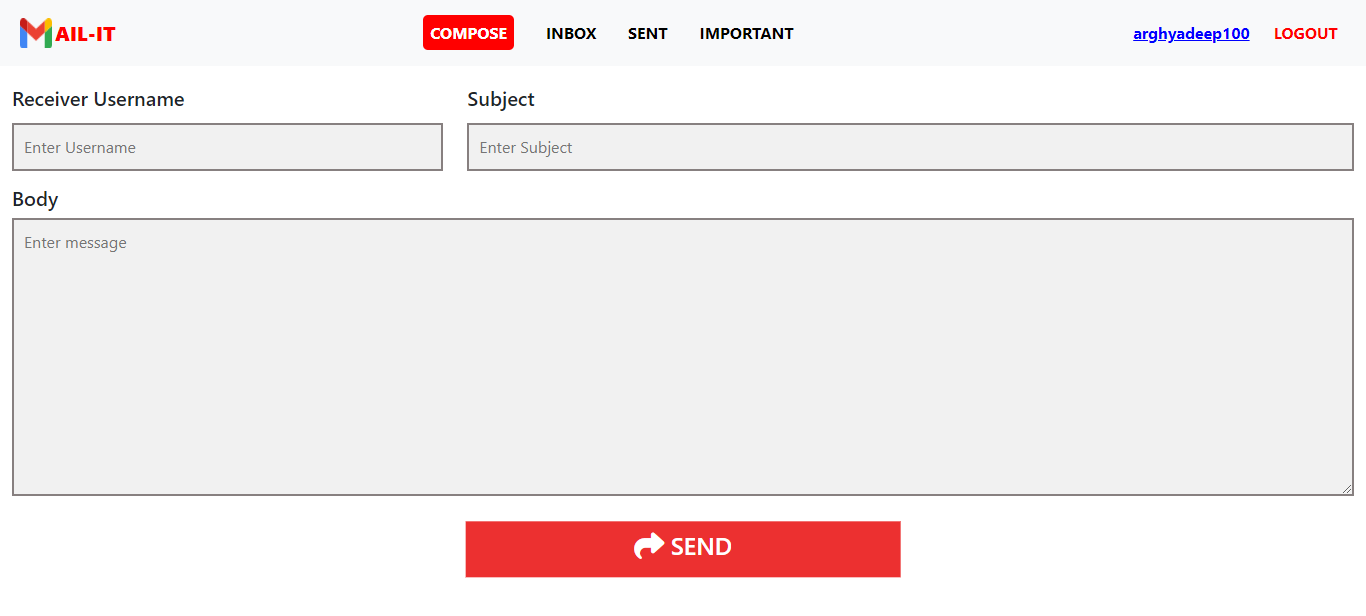 MAIL-IT COMPOSE INBOX SENT IMPORTANT arghyadeep100 LOGOUT
Receiver Username Subject
Enter Username Enter Subject
Body
Enter message
SEND